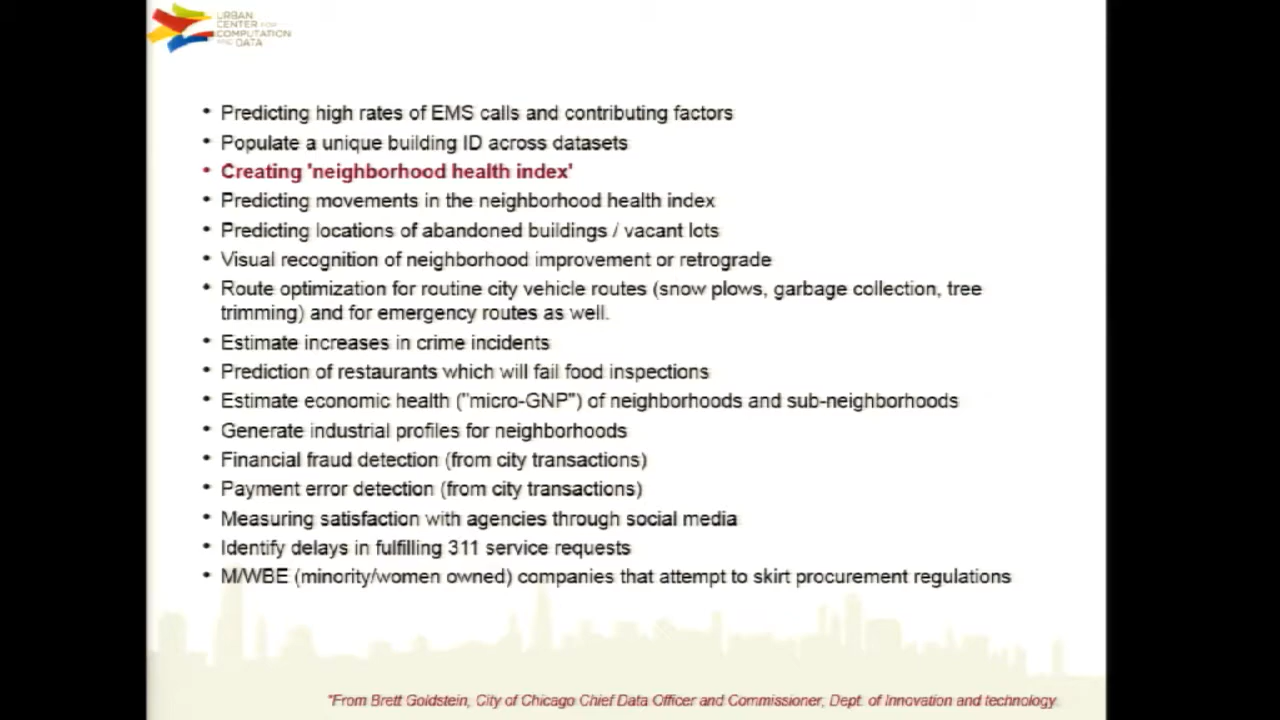 URBAN
CENTER FOR
COMPUTATION
AND DATA
• Predicting high rates of EMS calls and contributing factors
• Populate a unique building ID across datasets
• Creating 'neighborhood health index'
• Predicting movements in the neighborhood health index
• Predicting locations of abandoned buildings / vacant lots
• Visual recognition of neighborhood improvement or retrograde
• Route optimization for routine city vehicle routes (snow plows, garbage collection, tree
trimming) and for emergency routes as well.
• Estimate increases in crime incidents
• Prediction of restaurants which will fail food inspections
• Estimate economic health ("micro-GNP") of neighborhoods and sub-neighborhoods
• Generate industrial profiles for neighborhoods
• Financial fraud detection (from city transactions)
• Payment error detection (from city transactions)
• Measuring satisfaction with agencies through social media
• Identify delays in fulfilling 311 service requests
• M/WBE (minority/women owned) companies that attempt to skirt procurement regulations
*From Brett Goldstein, City of Chicago Chief Data Officer and Commissioner, Dept. of Innovation and technology